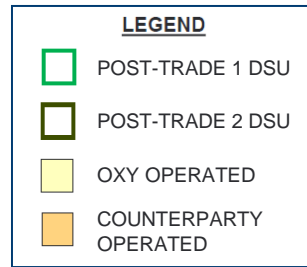 LEGEND
POST-TRADE 1 DSU
POST-TRADE 2 DSU
OXY OPERATED
COUNTERPARTY
OPERATED